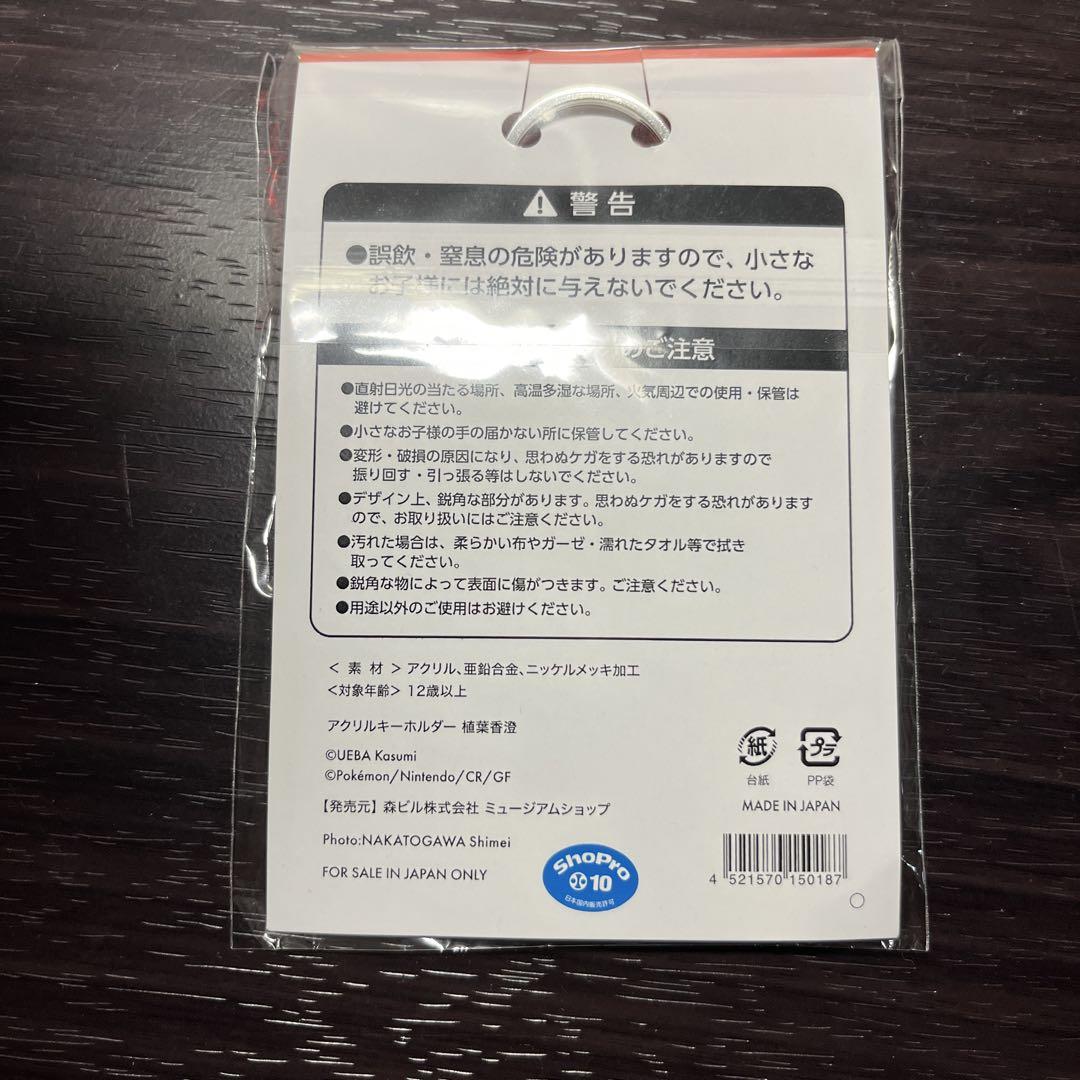 警告
●誤飲・窒息の危険がありますので、小さな
お子様には絶対に与えないでください。
のご注意
●直射日光の当たる場所、高温多湿な場所、火気周辺での使用・保管は
避けてください。
●小さなお子様の手の届かない所に保管してください。
●変形・破損の原因になり、思わぬケガをする恐れがありますので
振り回す・引っ張る等はしないでください。
●デザイン上、鋭角な部分があります。思わぬケガをする恐れがあります
ので、お取り扱いにはご注意ください。
●汚れた場合は、柔らかい布やガーゼ・濡れたタオル等で拭き
取ってください。
●鋭角な物によって表面に傷がつきます。ご注意ください。
●用途以外のご使用はお避けください。
＜ 素 材 ＞ アクリル、亜鉛合金、ニッケルメッキ加工
＜対象年齢＞ 12歳以上
アクリルキーホルダー 植葉香澄
©UEBA Kasumi
©Pokémon/Nintendo/CR/GF
【発売元】 森ビル株式会社 ミュージアムショップ
Photo:NAKATOGAWA Shimei
FOR SALE IN JAPAN ONLY
ShoPro
10
日本国内販売許可
紙
台紙
プラ
PP袋
MADE IN JAPAN
4 521570 150187